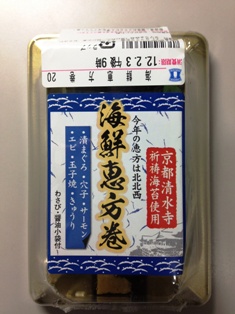 消費期限
12.2.3 午後9時
海鮮恵方巻
20
今年の恵方は北北西
海鮮恵方巻
京都清水寺
祈祷海苔使用
・漬まぐろ・穴子・サーモン
・エビ・玉子焼・きゅうり
わさび・醤油小袋付